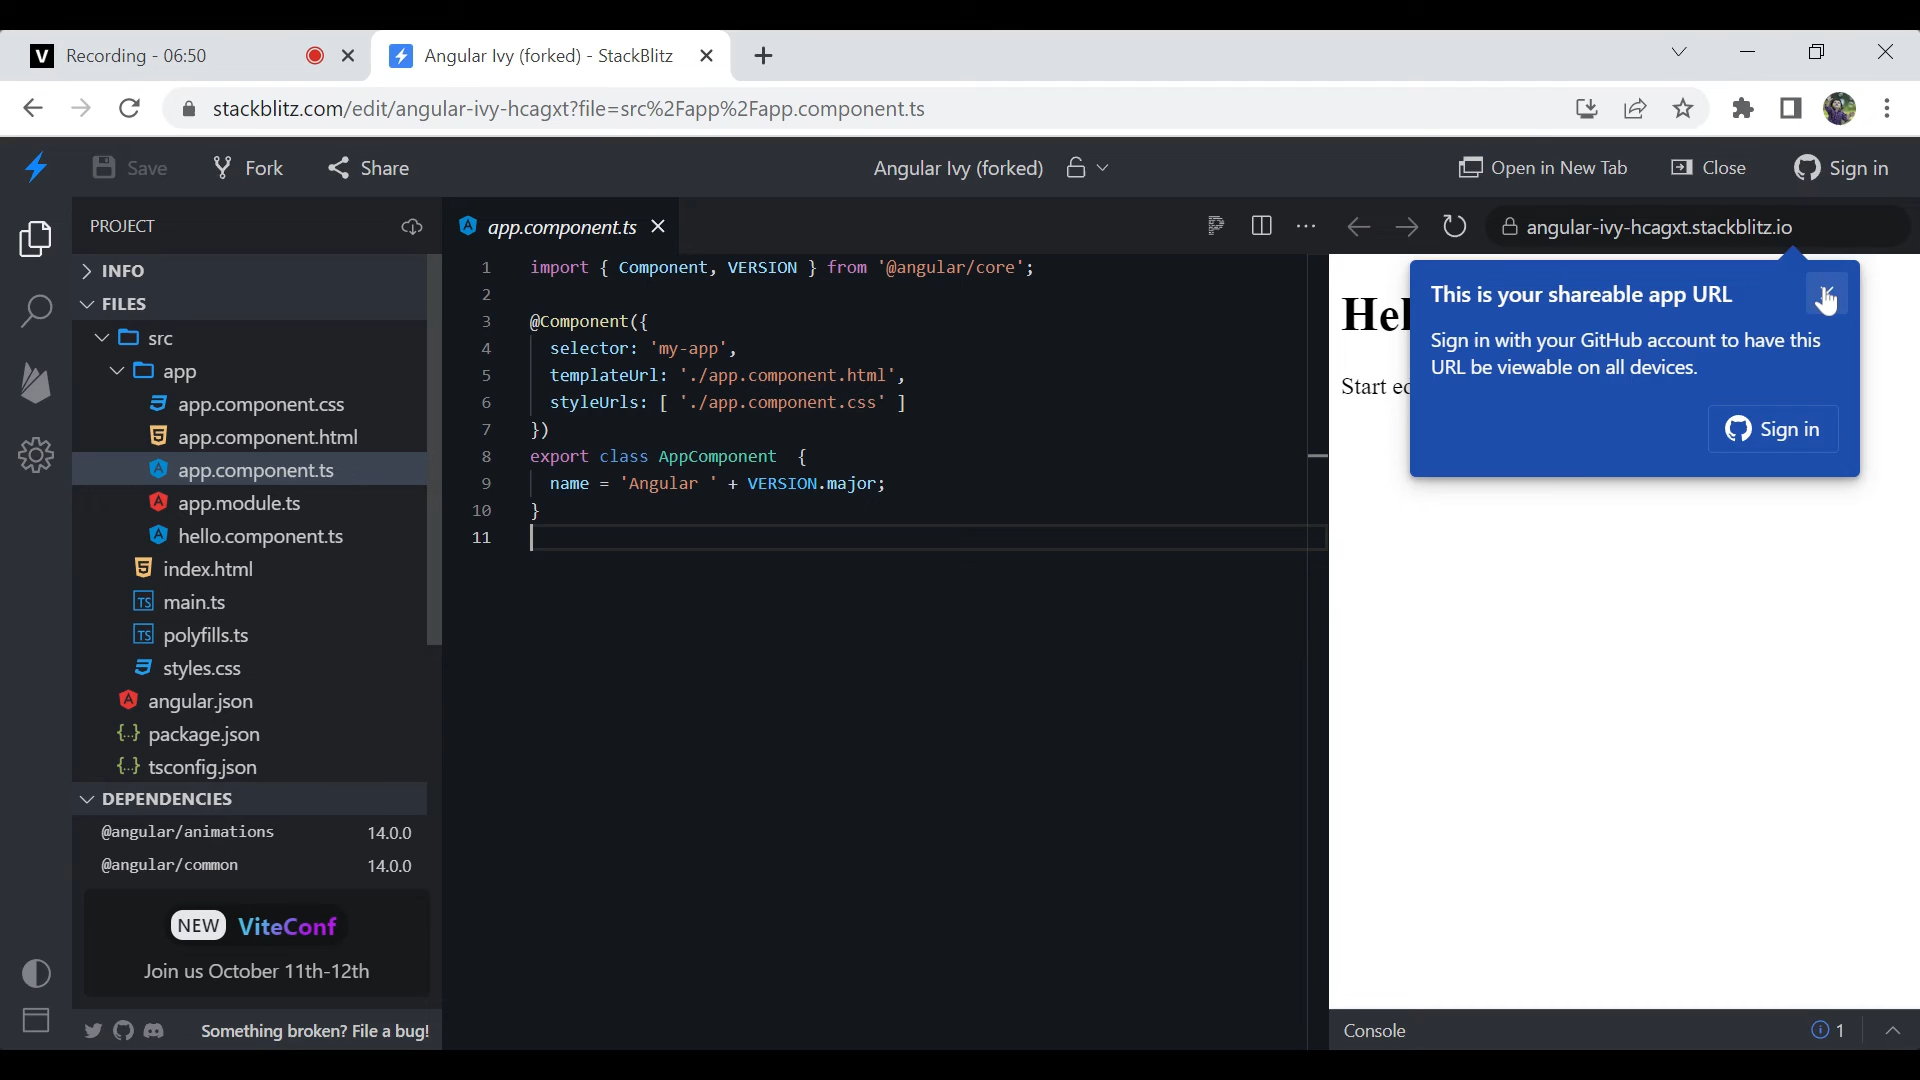 Recording - 06:50
Angular Ivy (forked) - StackBlitz
stackblitz.com/edit/angular-ivy-hcagxt?file=src%2Fapp%2Fapp.component.ts
Save
Fork
Share
Angular Ivy (forked)
Open in New Tab
Close
Sign in
PROJECT
INFO
FILES
src
app
app.component.css
app.component.html
app.component.ts
app.module.ts
hello.component.ts
index.html
main.ts
polyfills.ts
styles.css
angular.json
package.json
tsconfig.json
DEPENDENCIES
@angular/animations 14.0.0
@angular/common 14.0.0
NEW ViteConf
Join us October 11th-12th
Something broken? File a bug!
app.component.ts
1 import { Component, VERSION } from '@angular/core';
2
3 @Component({
4 selector: 'my-app',
5 templateUrl: './app.component.html',
6 styleUrls: [ './app.component.css' ]
7 })
8 export class AppComponent {
9 name = 'Angular ' + VERSION.major;
10 }
11
angular-ivy-hcagxt.stackblitz.io
This is your shareable app URL
Sign in with your GitHub account to have this
URL be viewable on all devices.
Sign in
Start
Console
1